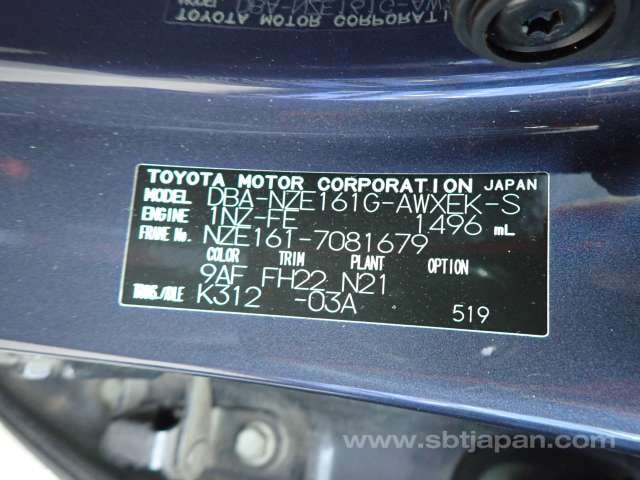 TOYOTA MOTOR CORPORATION JAPAN
MODEL DBA-NZE161G-AWXEK-S
ENGINE 1NZ-FE 1496 mL
FRAME No. NZE161-7081679
COLOR TRIM PLANT OPTION
9AF FH22 N21
TRANS./AXLE K312 -03A
519
www.sbtjapan.com